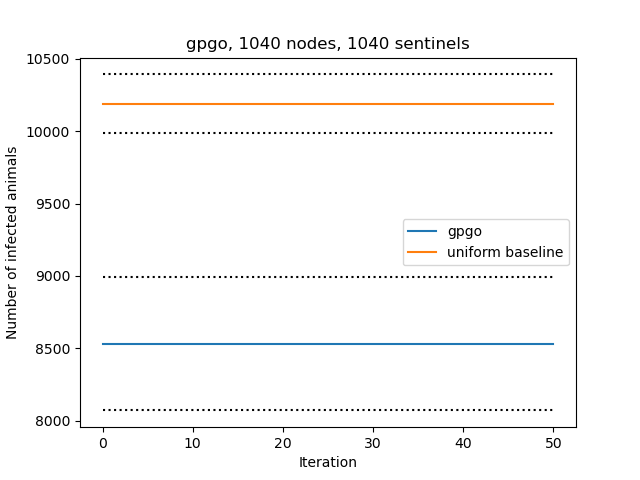 gpgo, 1040 nodes, 1040 sentinels
10500
10000
9500
9000
8500
8000
Number of infected animals
gpgo
uniform baseline
0 10 20 30 40 50
Iteration